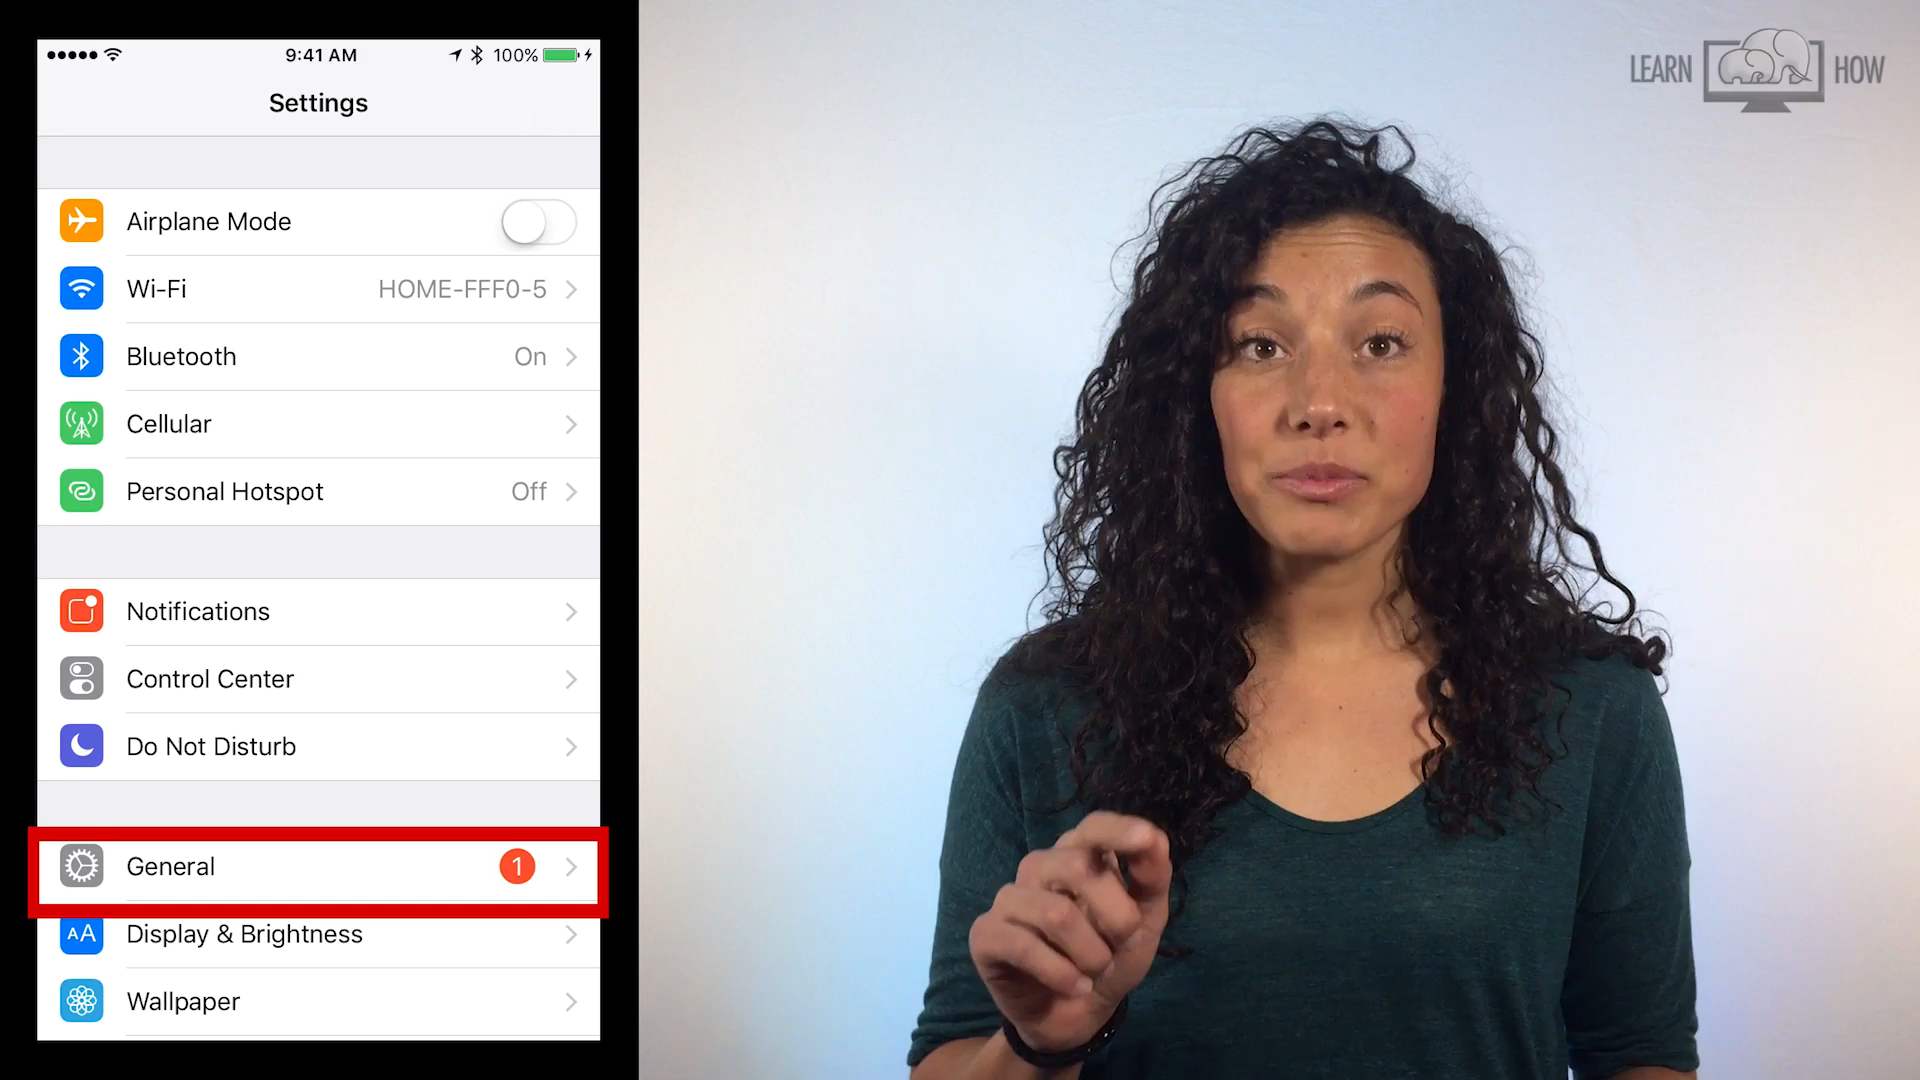 9:41 AM 100%
Settings
Airplane Mode
Wi-Fi HOME-FFF0-5
Bluetooth On
Cellular
Personal Hotspot Off
Notifications
Control Center
Do Not Disturb
General 1
AA Display & Brightness
Wallpaper
LEARN HOW